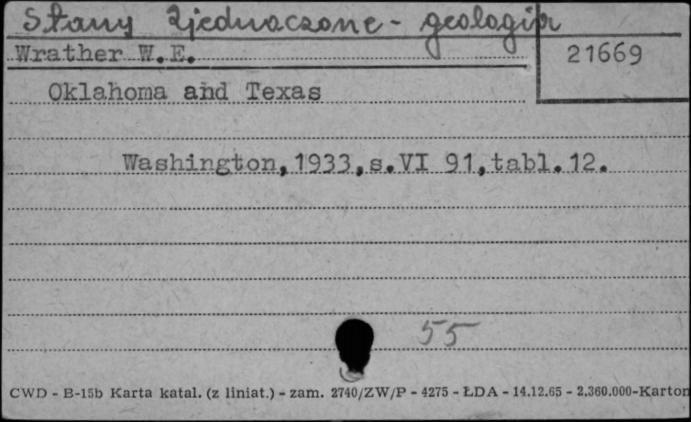 Stany Zjednoczone - geologia
Wrather W.E.
21669
Oklahoma and Texas
Washington,1933,s.VI 91,tabl.12.
55
CWD - B-15b Karta katal. (z liniat.) - zam. 2740/ZW/P - 4275 - ŁDA - 14.12.65 - 2.360.000-Karton